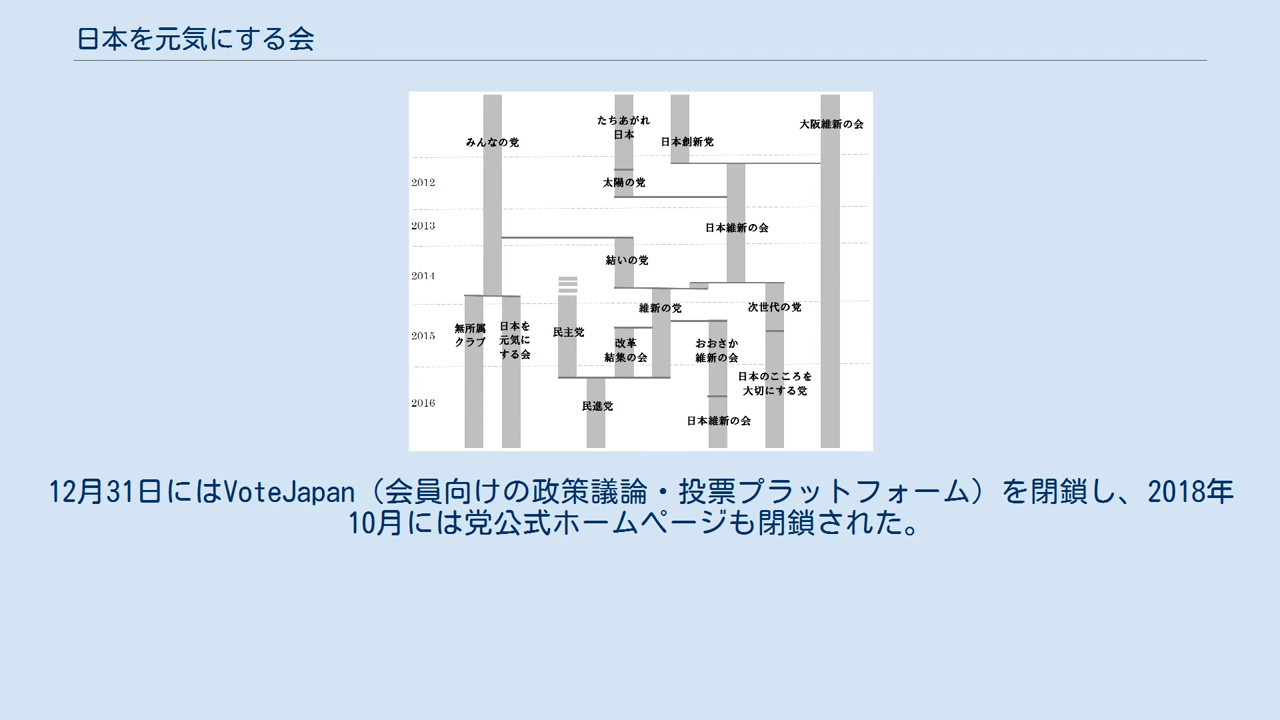 日本を元気にする会
みんなの党
たちあがれ
日本
日本創新党
大阪維新の会
2012
太陽の党
2013
日本維新の会
結いの党
2014
維新の党
次世代の党
無所属
クラブ
日本を
元気に
する会
民主党
2015
改革
結集の会
おおさか
維新の会
日本のこころを
大切にする党
2016
民進党
日本維新の会
12月31日にはVoteJapan（会員向けの政策議論・投票プラットフォーム）を閉鎖し、2018年
10月には党公式ホームページも閉鎖された。